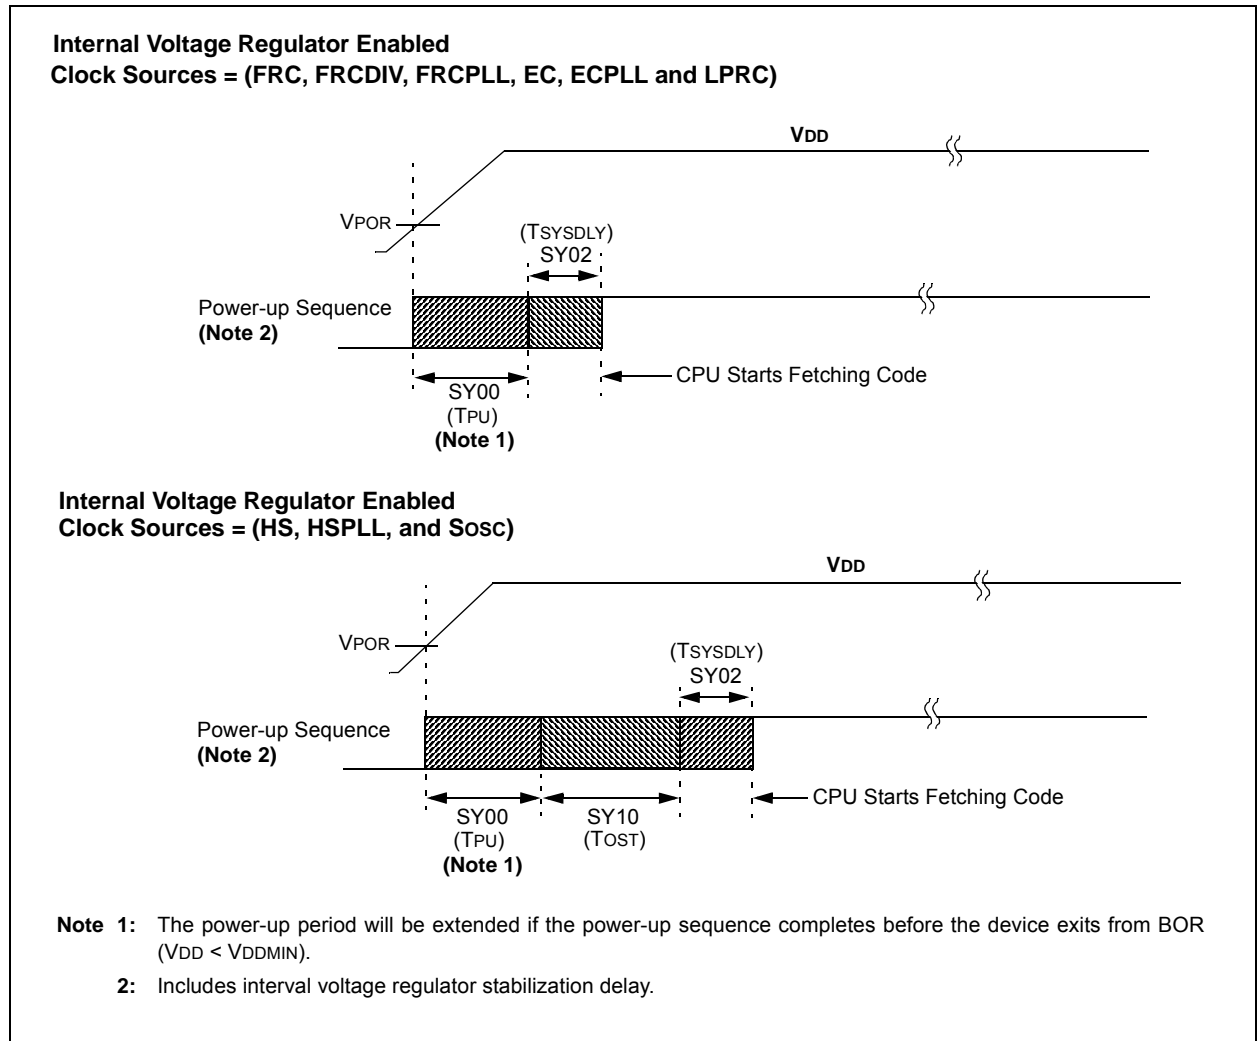 Internal Voltage Regulator Enabled
Clock Sources = (FRC, FRCDIV, FRCPLL, EC, ECPLL and LPRC)
VDD
VPOR
(TSYSDLY)
SY02
Power-up Sequence
(Note 2)
CPU Starts Fetching Code
SY00
(TPU)
(Note 1)
Internal Voltage Regulator Enabled
Clock Sources = (HS, HSPLL, and SOSC)
VDD
VPOR
(TSYSDLY)
SY02
Power-up Sequence
(Note 2)
CPU Starts Fetching Code
SY00
(TPU)
(Note 1)
SY10
(TOST)
Note 1: The power-up period will be extended if the power-up sequence completes before the device exits from BOR
(VDD < VDDMIN).
2: Includes interval voltage regulator stabilization delay.